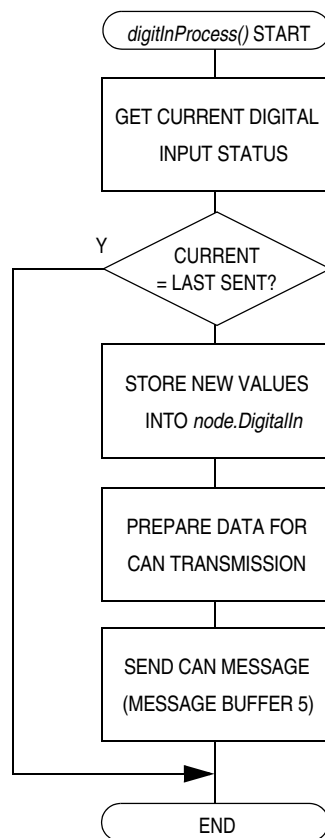 digitInProcess() START
GET CURRENT DIGITAL
INPUT STATUS
Y
CURRENT
= LAST SENT?
STORE NEW VALUES
INTO node.DigitalIn
PREPARE DATA FOR
CAN TRANSMISSION
SEND CAN MESSAGE
(MESSAGE BUFFER 5)
END